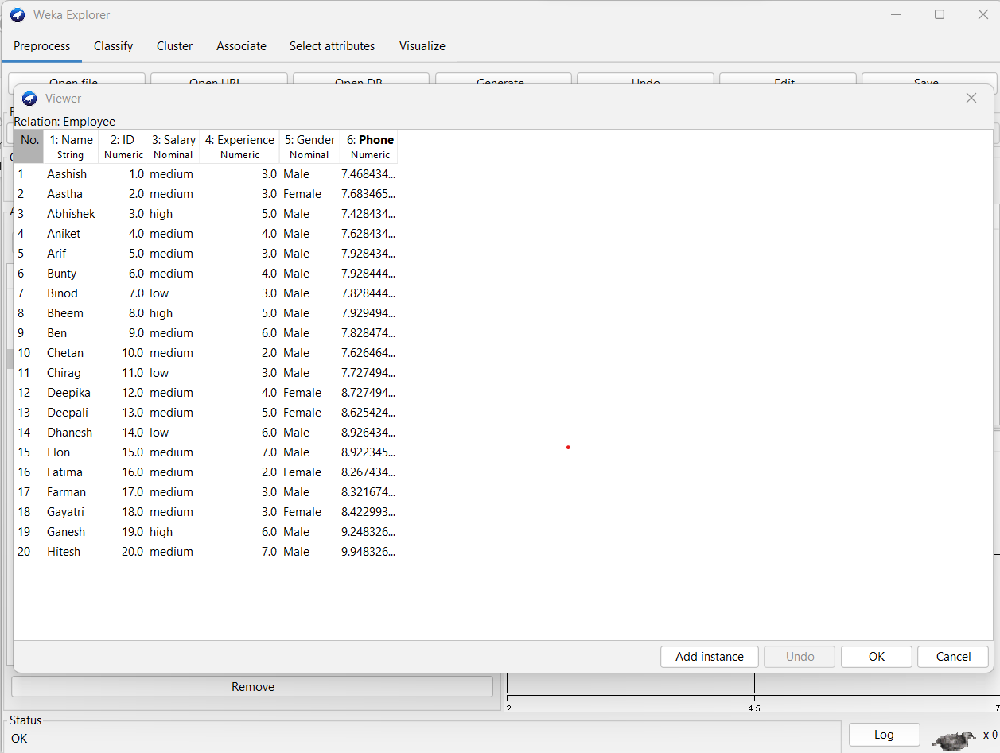 Weka Explorer
Preprocess Classify Cluster Associate Select attributes Visualize
Open file Open URL Open DB Generate Undo Edit Save
Viewer
Relation: Employee
No. 1: Name 2: ID 3: Salary 4: Experience 5: Gender 6: Phone
String Numeric Nominal Numeric Nominal Numeric
1 Aashish 1.0 medium 3.0 Male 7.468434...
2 Aastha 2.0 medium 3.0 Female 7.683465...
3 Abhishek 3.0 high 5.0 Male 7.428434...
4 Aniket 4.0 medium 4.0 Male 7.628434...
5 Arif 5.0 medium 3.0 Male 7.928434...
6 Bunty 6.0 medium 4.0 Male 7.928444...
7 Binod 7.0 low 3.0 Male 7.828444...
8 Bheem 8.0 high 5.0 Male 7.929494...
9 Ben 9.0 medium 6.0 Male 7.828474...
10 Chetan 10.0 medium 2.0 Male 7.626464...
11 Chirag 11.0 low 3.0 Male 7.727494...
12 Deepika 12.0 medium 4.0 Female 8.727494...
13 Deepali 13.0 medium 5.0 Female 8.625424...
14 Dhanesh 14.0 low 6.0 Male 8.926434...
15 Elon 15.0 medium 7.0 Male 8.922345...
16 Fatima 16.0 medium 2.0 Female 8.267434...
17 Farman 17.0 medium 3.0 Male 8.321674...
18 Gayatri 18.0 medium 3.0 Female 8.422993...
19 Ganesh 19.0 high 6.0 Male 9.248326...
20 Hitesh 20.0 medium 7.0 Male 9.948326...
Add instance Undo OK Cancel
Remove
2 4.5 7
Status
OK
Log x 0